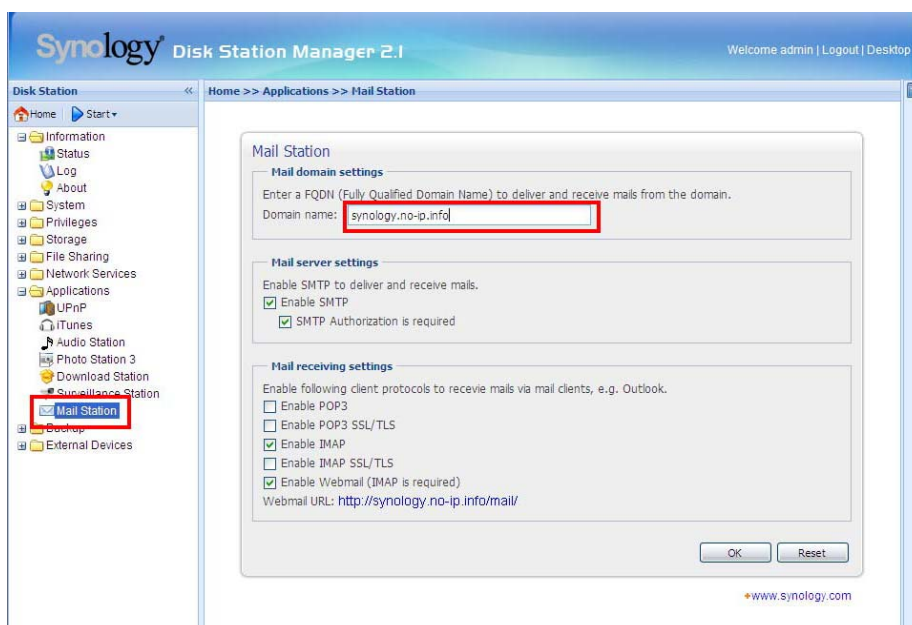 Synology Disk Station Manager 2.1
Welcome admin | Logout | Desktop
Disk Station «
Home >> Applications >> Mail Station
Home Start
Information
Status
Log
About
System
Privileges
Storage
File Sharing
Network Services
Applications
UPnP
iTunes
Audio Station
Photo Station 3
Download Station
Surveillance Station
Mail Station
Backup
External Devices
Mail Station
Mail domain settings
Enter a FQDN (Fully Qualified Domain Name) to deliver and receive mails from the domain.
Domain name: synology.no-ip.info
Mail server settings
Enable SMTP to deliver and receive mails.
Enable SMTP
SMTP Authorization is required
Mail receiving settings
Enable following client protocols to recevie mails via mail clients, e.g. Outlook.
Enable POP3
Enable POP3 SSL/TLS
Enable IMAP
Enable IMAP SSL/TLS
Enable Webmail (IMAP is required)
Webmail URL: http://synology.no-ip.info/mail/
OK Reset
www.synology.com